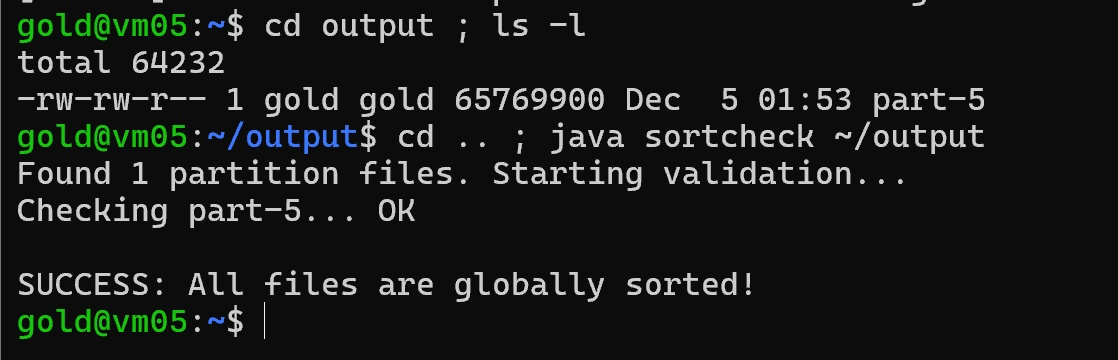 gold@vm05:~$ cd output ; ls -l
total 64232
-rw-rw-r-- 1 gold gold 65769900 Dec  5 01:53 part-5
gold@vm05:~/output$ cd .. ; java sortcheck ~/output
Found 1 partition files. Starting validation...
Checking part-5... OK

SUCCESS: All files are globally sorted!
gold@vm05:~$